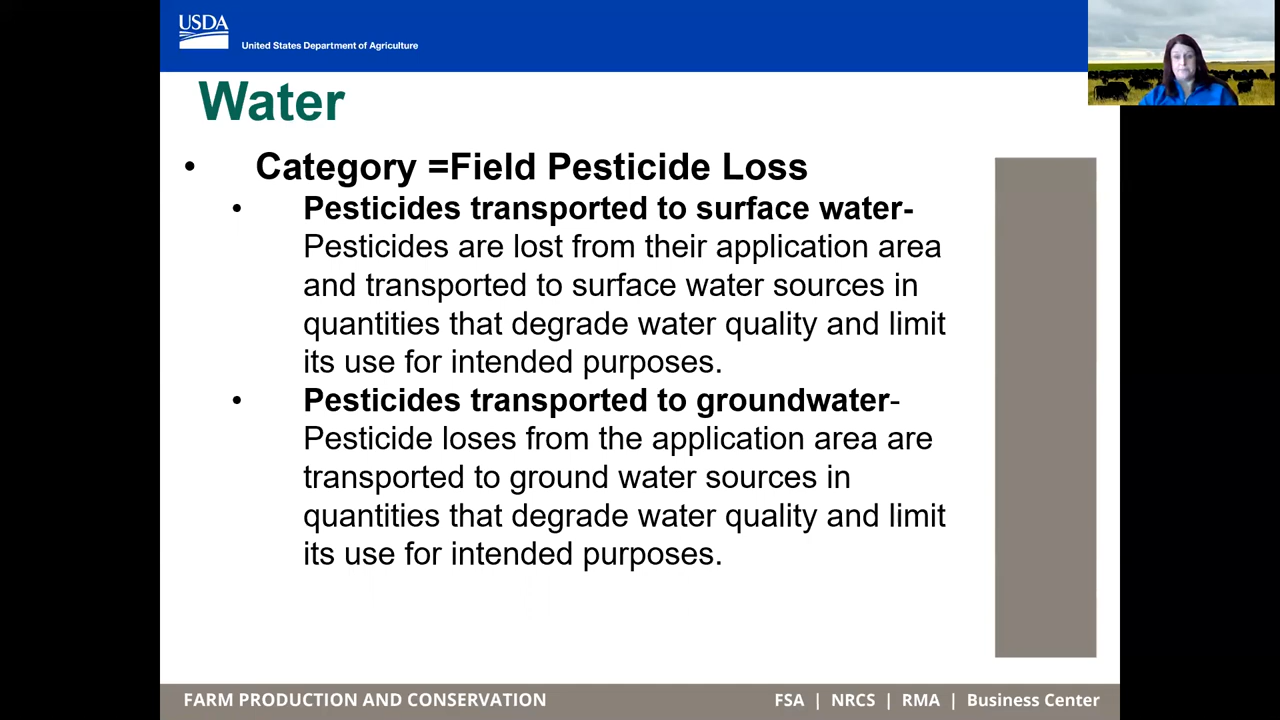 USDA
United States Department of Agriculture
Water
• Category =Field Pesticide Loss
• Pesticides transported to surface water-
Pesticides are lost from their application area
and transported to surface water sources in
quantities that degrade water quality and limit
its use for intended purposes.
• Pesticides transported to groundwater-
Pesticide loses from the application area are
transported to ground water sources in
quantities that degrade water quality and limit
its use for intended purposes.
FARM PRODUCTION AND CONSERVATION
FSA | NRCS | RMA | Business Center